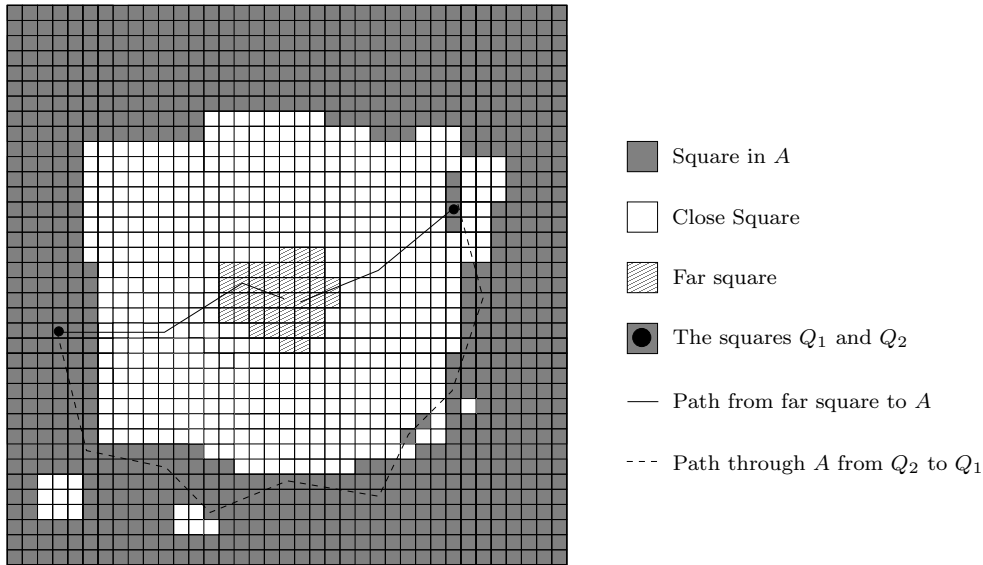 Square in A
Close Square
Far square
The squares Q₁ and Q₂
Path from far square to A
Path through A from Q₂ to Q₁